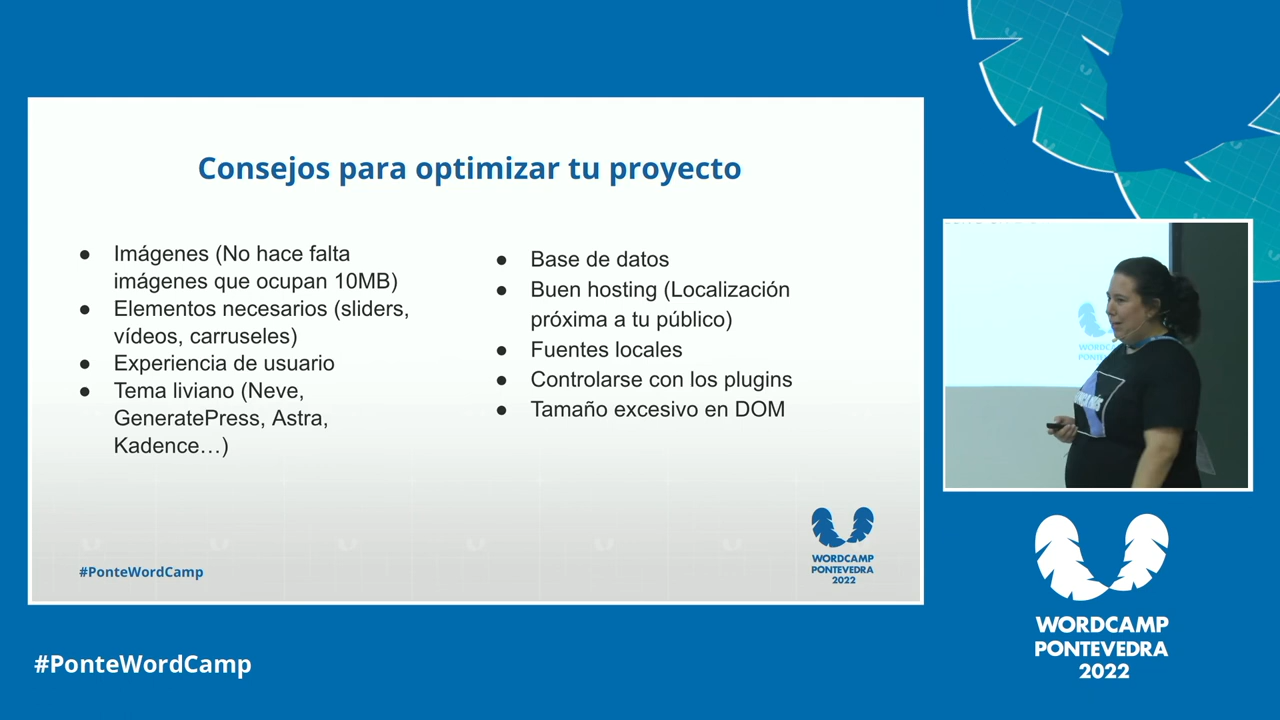 Consejos para optimizar tu proyecto
● Imágenes (No hace falta
imágenes que ocupan 10MB)
● Elementos necesarios (sliders,
vídeos, carruseles)
● Experiencia de usuario
● Tema liviano (Neve,
GeneratePress, Astra,
Kadence…)
● Base de datos
● Buen hosting (Localización
próxima a tu público)
● Fuentes locales
● Controlarse con los plugins
● Tamaño excesivo en DOM
#PonteWordCamp
WORDCAMP
PONTEVEDRA
2022
#PonteWordCamp
WORDCAMP
PONTEVEDRA
2022